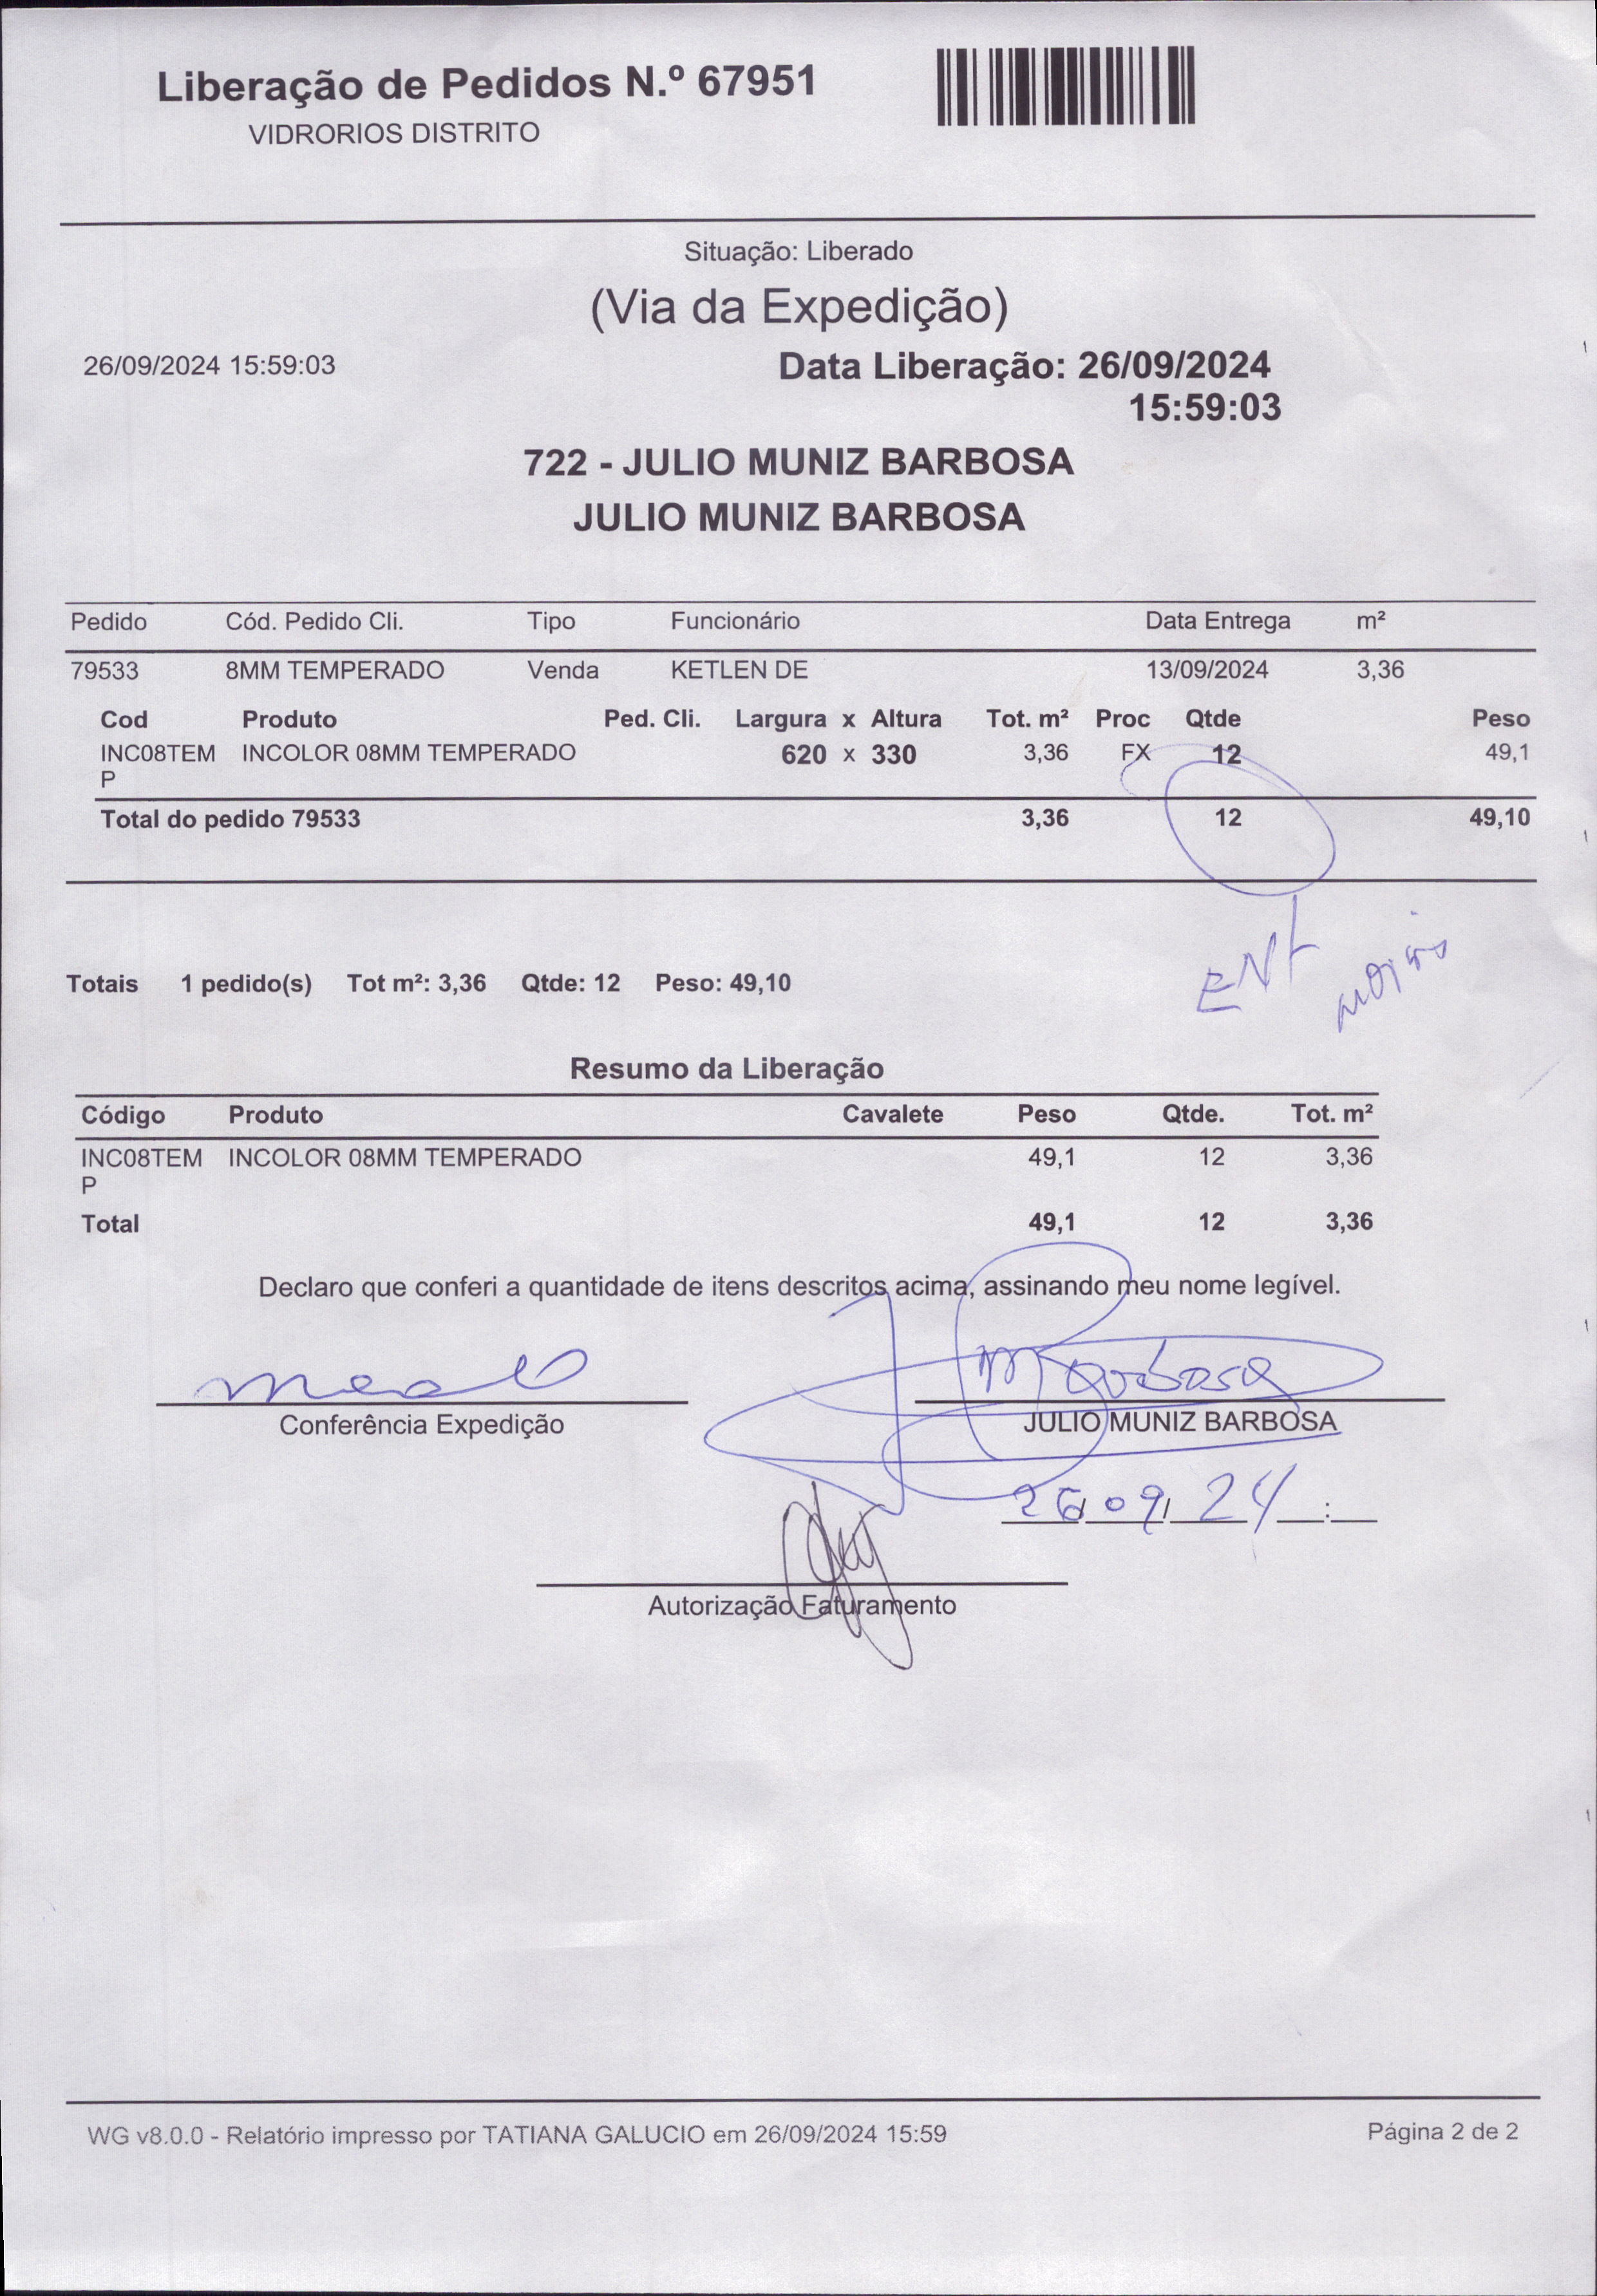 Liberação de Pedidos N.º 67951
VIDRORIOS DISTRITO
Situação: Liberado
(Via da Expedição)
26/09/2024 15:59:03 Data Liberação: 26/09/2024
15:59:03
722 - JULIO MUNIZ BARBOSA
JULIO MUNIZ BARBOSA
Pedido Cód. Pedido Cli. Tipo Funcionário Data Entrega m²
79533 8MM TEMPERADO Venda KETLEN DE 13/09/2024 3,36
Cod Produto Ped. Cli. Largura x Altura Tot. m² Proc Qtde Peso
INC08TEM INCOLOR 08MM TEMPERADO 620 x 330 3,36 FX 12 49,1
P
Total do pedido 79533 3,36 12 49,10
ENT
Totais 1 pedido(s) Tot m²: 3,36 Qtde: 12 Peso: 49,10
Resumo da Liberação
Código Produto Cavalete Peso Qtde. Tot. m²
INC08TEM INCOLOR 08MM TEMPERADO 49,1 12 3,36
P
Total 49,1 12 3,36
Declaro que conferi a quantidade de itens descritos acima, assinando meu nome legível.
MBarbosa
Conferência Expedição JULIO MUNIZ BARBOSA
26/09/24 :
Autorização Faturamento
WG v8.0.0 - Relatório impresso por TATIANA GALUCIO em 26/09/2024 15:59 Página 2 de 2